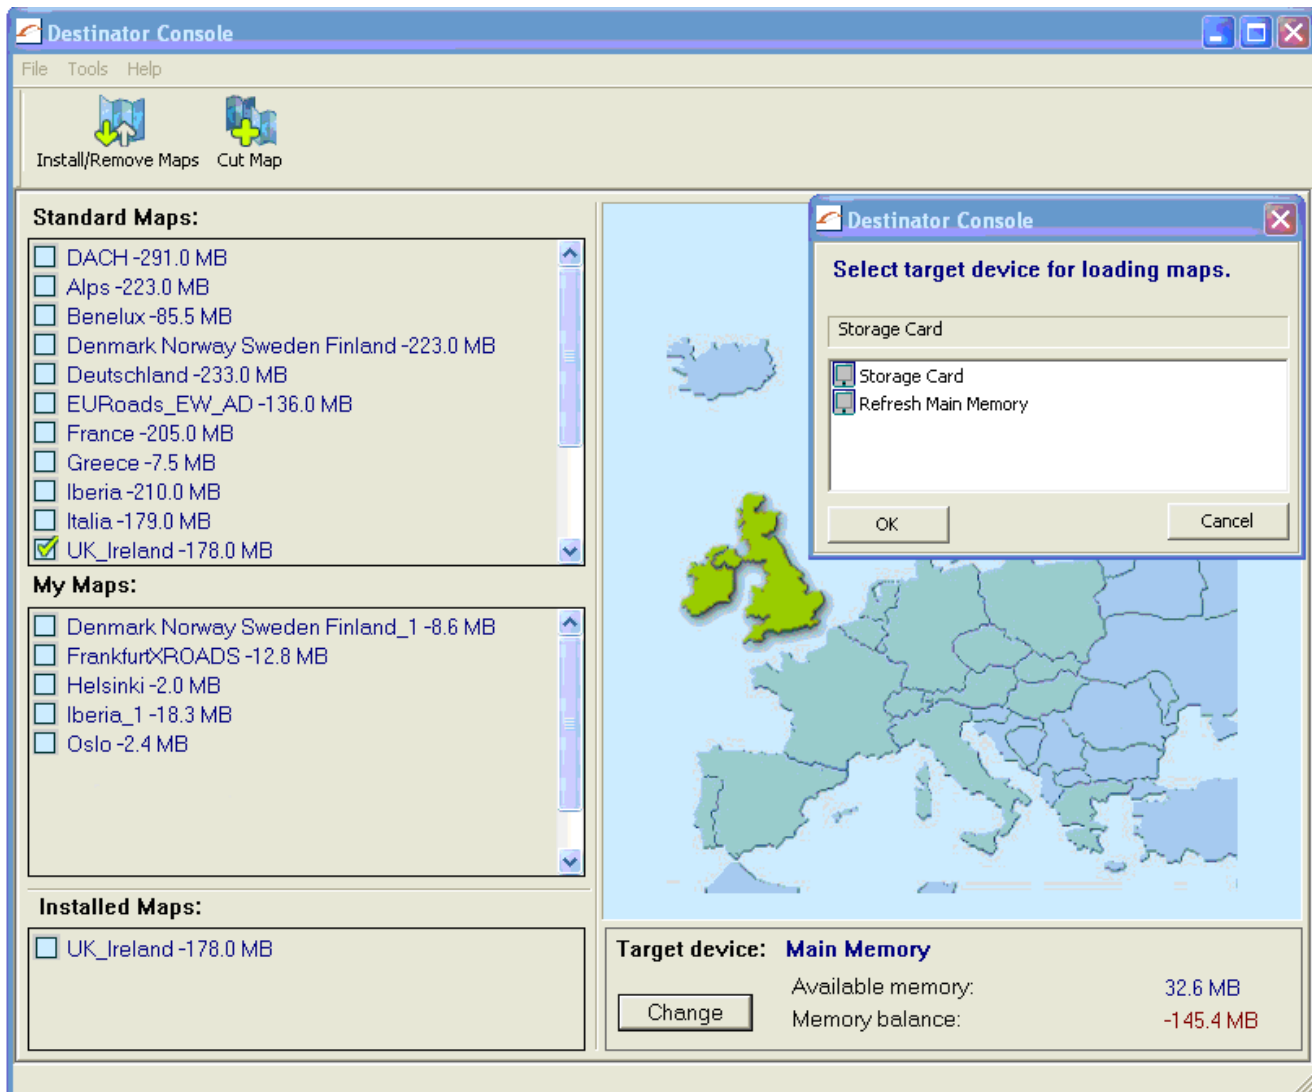 Destinator Console
File Tools Help
Install/Remove Maps Cut Map
Standard Maps:
DACH -291.0 MB
Alps -223.0 MB
Benelux -85.5 MB
Denmark Norway Sweden Finland -223.0 MB
Deutschland -233.0 MB
EURoads_EW_AD -136.0 MB
France -205.0 MB
Greece -7.5 MB
Iberia -210.0 MB
Italia -179.0 MB
UK_Ireland -178.0 MB
My Maps:
Denmark Norway Sweden Finland_1 -8.6 MB
FrankfurtXROADS -12.8 MB
Helsinki -2.0 MB
Iberia_1 -18.3 MB
Oslo -2.4 MB
Installed Maps:
UK_Ireland -178.0 MB
Destinator Console
Select target device for loading maps.
Storage Card
Storage Card
Refresh Main Memory
OK Cancel
Target device: Main Memory
Available memory: 32.6 MB
Change
Memory balance: -145.4 MB